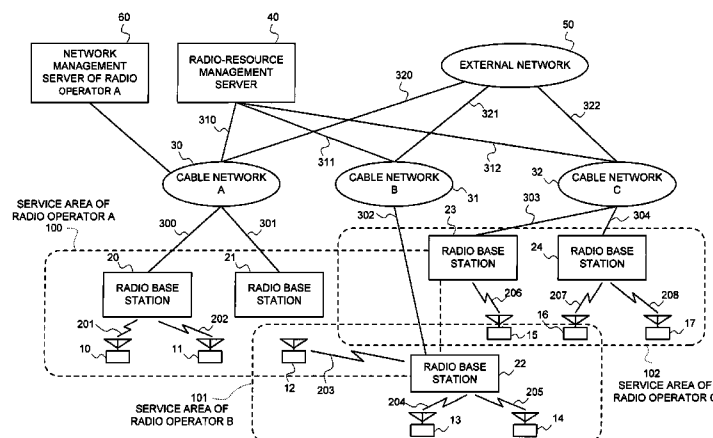 60
40
50
NETWORK
MANAGEMENT
SERVER OF RADIO
OPERATOR A
RADIO-RESOURCE
MANAGEMENT
SERVER
EXTERNAL NETWORK
320
321
322
310
30
311
312
CABLE NETWORK
A
CABLE NETWORK
B
31
32
CABLE NETWORK
C
SERVICE AREA OF
RADIO OPERATOR A
100
300
301
302
303
304
23
24
20
21
RADIO BASE
STATION
RADIO BASE
STATION
RADIO BASE
STATION
RADIO BASE
STATION
206
207
208
201
202
10
11
12
203
15
16
17
RADIO BASE
STATION
22
102
SERVICE AREA OF
RADIO OPERATOR C
101
SERVICE AREA OF
RADIO OPERATOR B
204
205
13
14